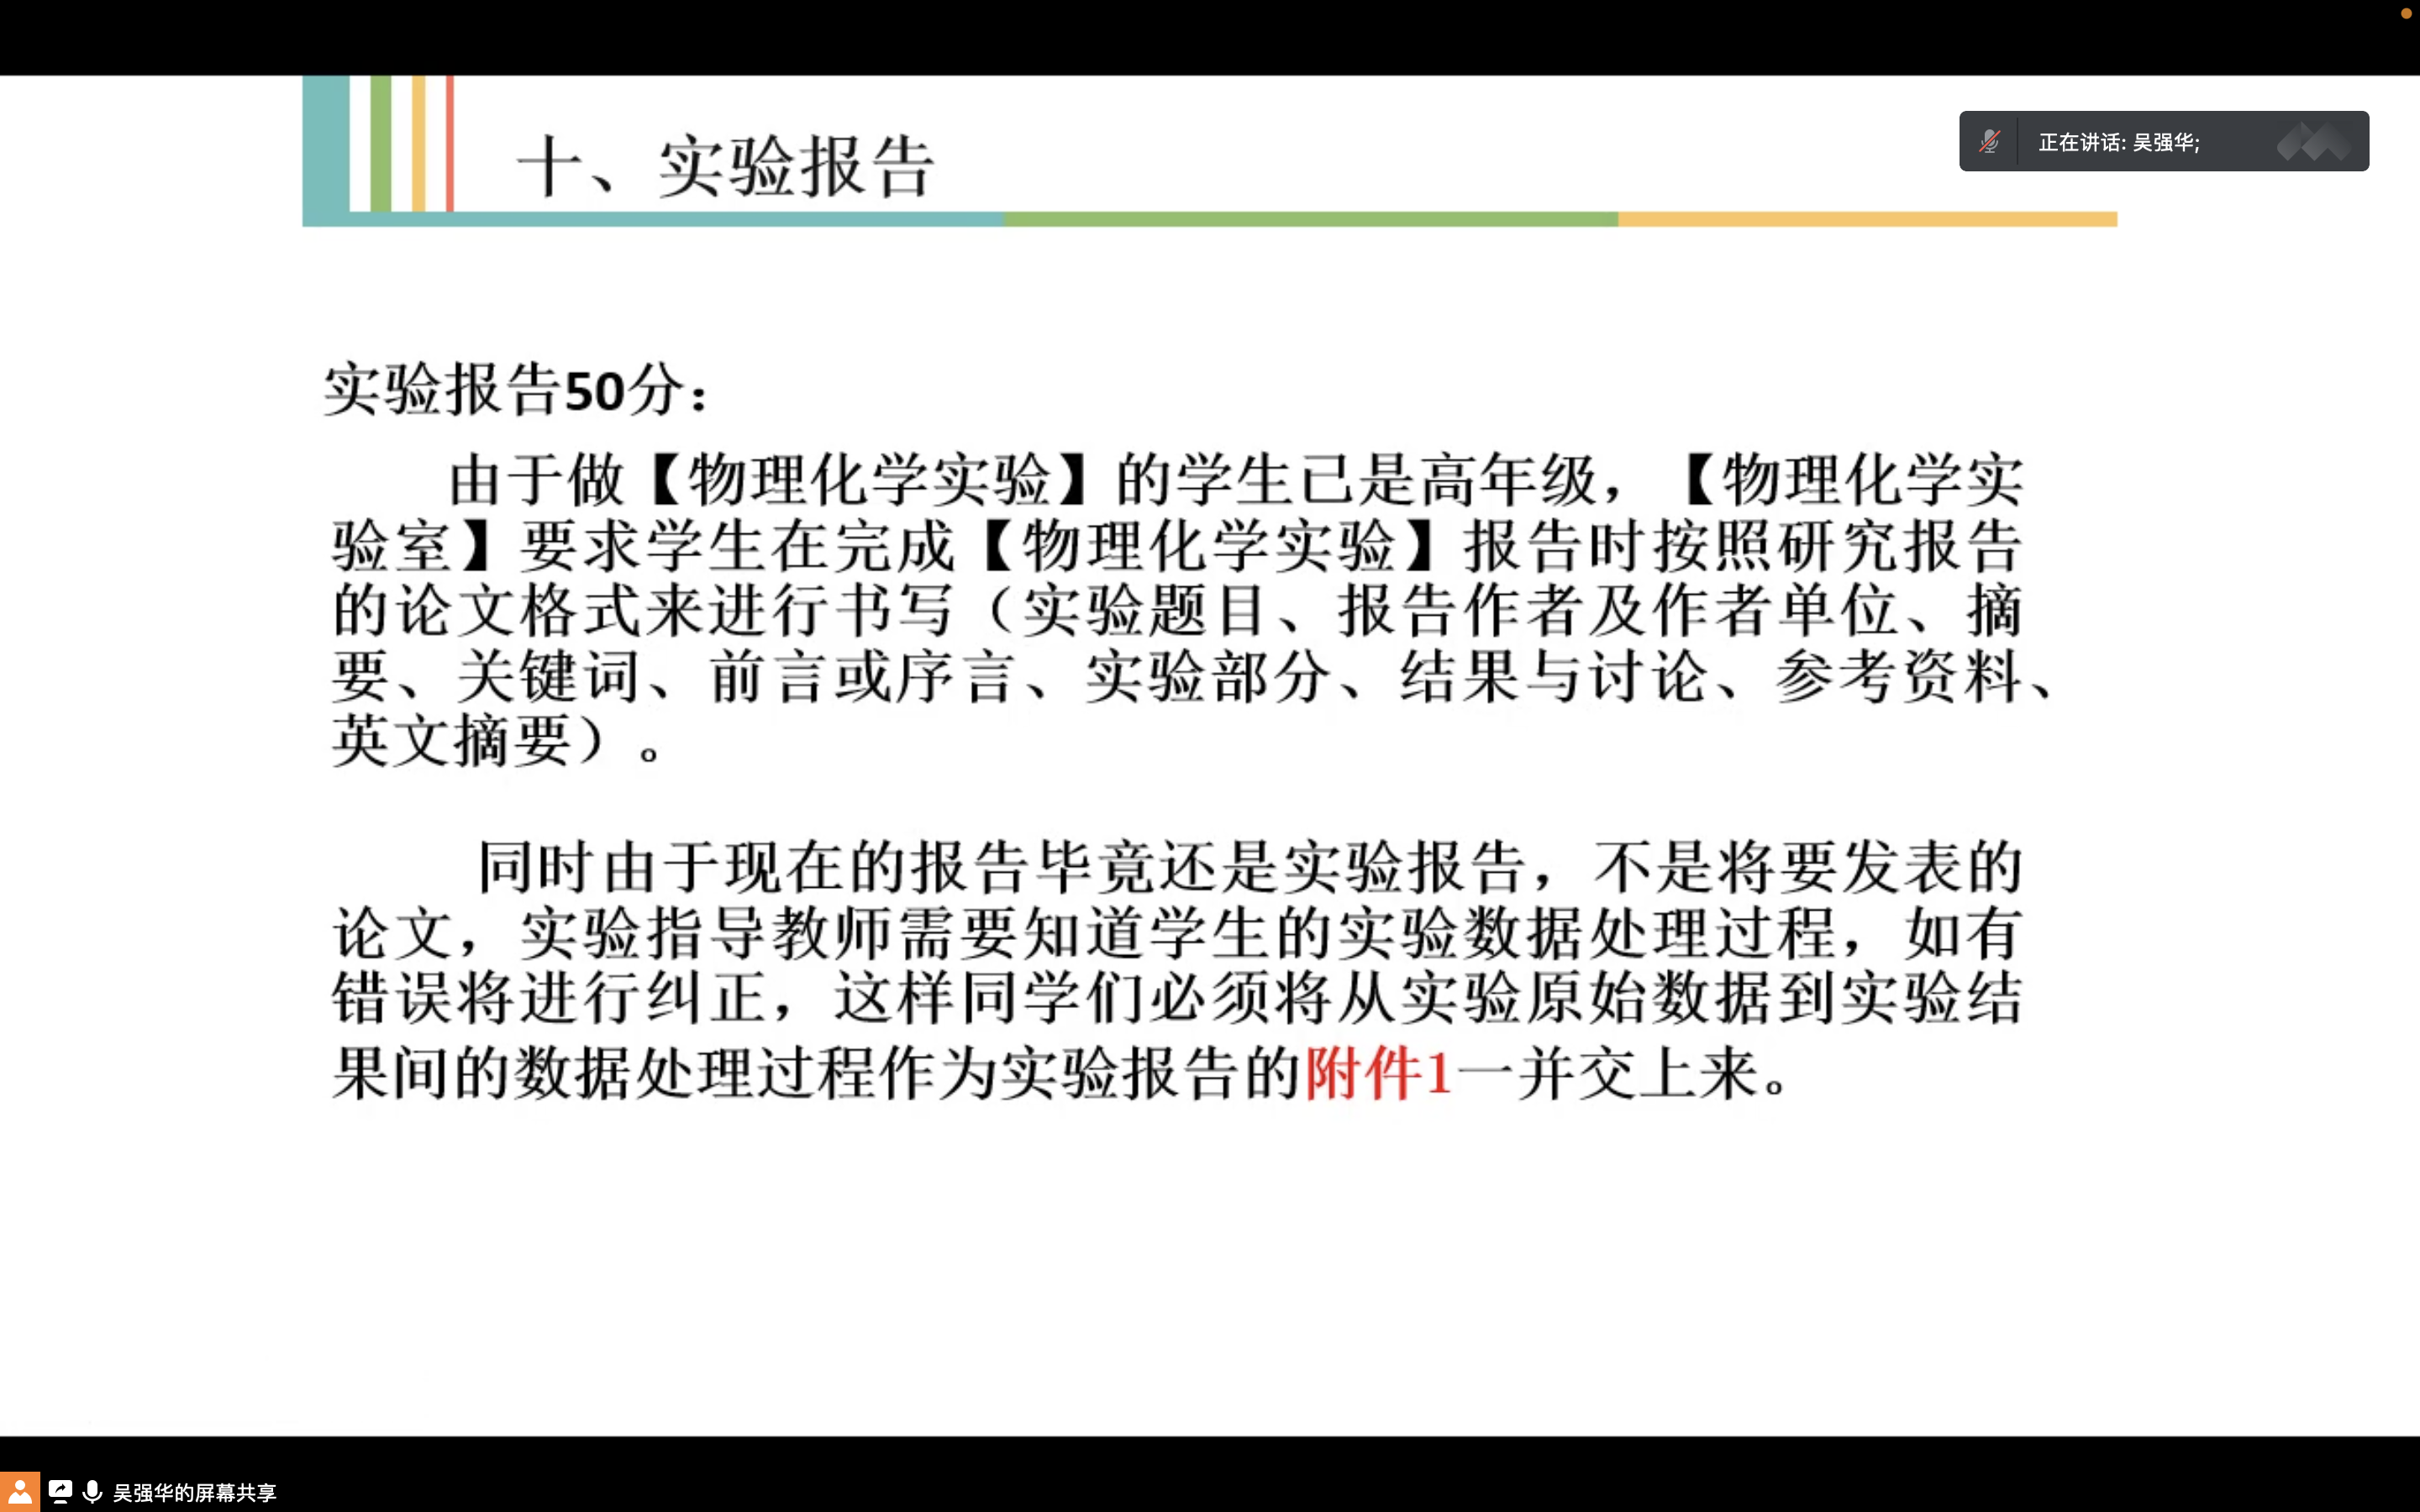 十、实验报告
正在讲话: 吴强华;
实验报告50分：
由于做【物理化学实验】的学生已是高年级，【物理化学实
验室】要求学生在完成【物理化学实验】报告时按照研究报告
的论文格式来进行书写（实验题目、报告作者及作者单位、摘
要、关键词、前言或序言、实验部分、结果与讨论、参考资料、
英文摘要）。
同时由于现在的报告毕竟还是实验报告，不是将要发表的
论文，实验指导教师需要知道学生的实验数据处理过程，如有
错误将进行纠正，这样同学们必须将从实验原始数据到实验结
果间的数据处理过程作为实验报告的附件1一并交上来。
吴强华的屏幕共享